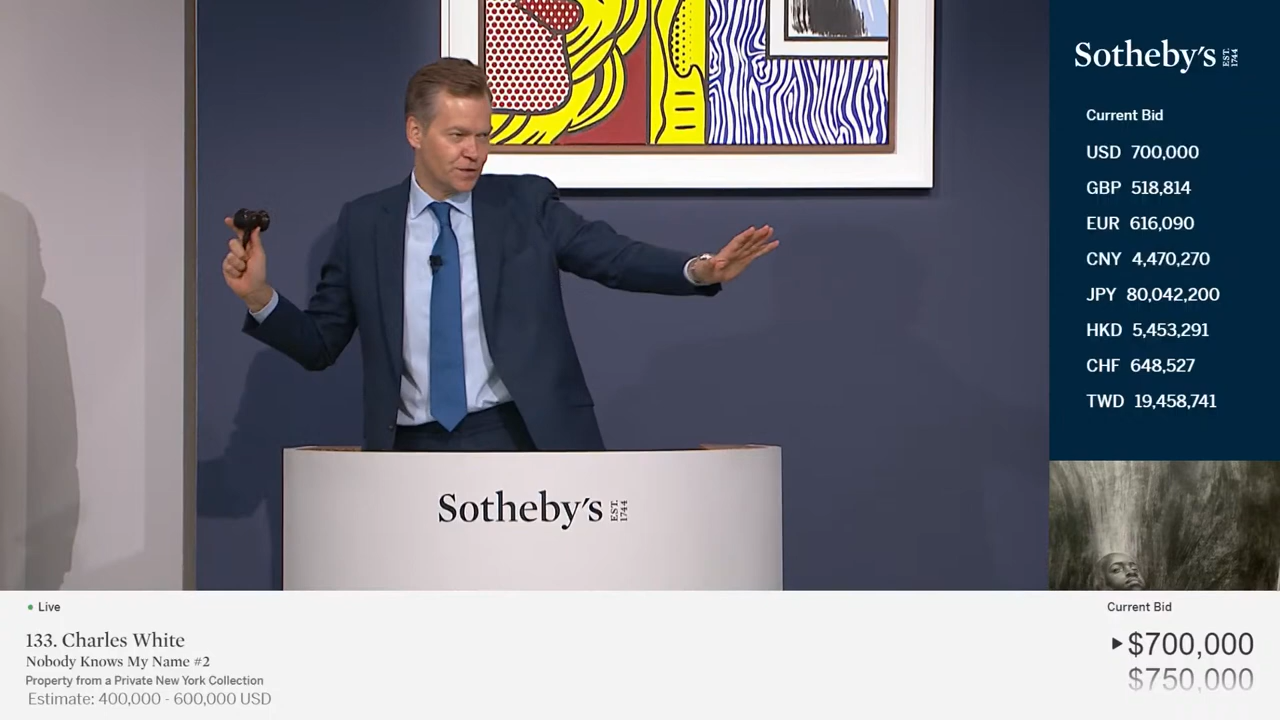 Sotheby's EST. 1744
Current Bid
USD 700,000
GBP 518,814
EUR 616,090
CNY 4,470,270
JPY 80,042,200
HKD 5,453,291
CHF 648,527
TWD 19,458,741
Sotheby's EST. 1744
Live
133. Charles White
Nobody Knows My Name #2
Property from a Private New York Collection
Estimate: 400,000 - 600,000 USD
Current Bid
$700,000
$750,000